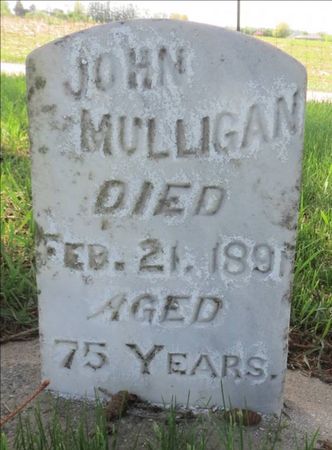 JOHN
MULLIGAN
DIED
FEB. 21. 1891
AGED
75 YEARS.